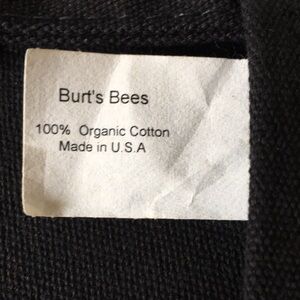 Burt's Bees
100% Organic Cotton
Made in U.S.A